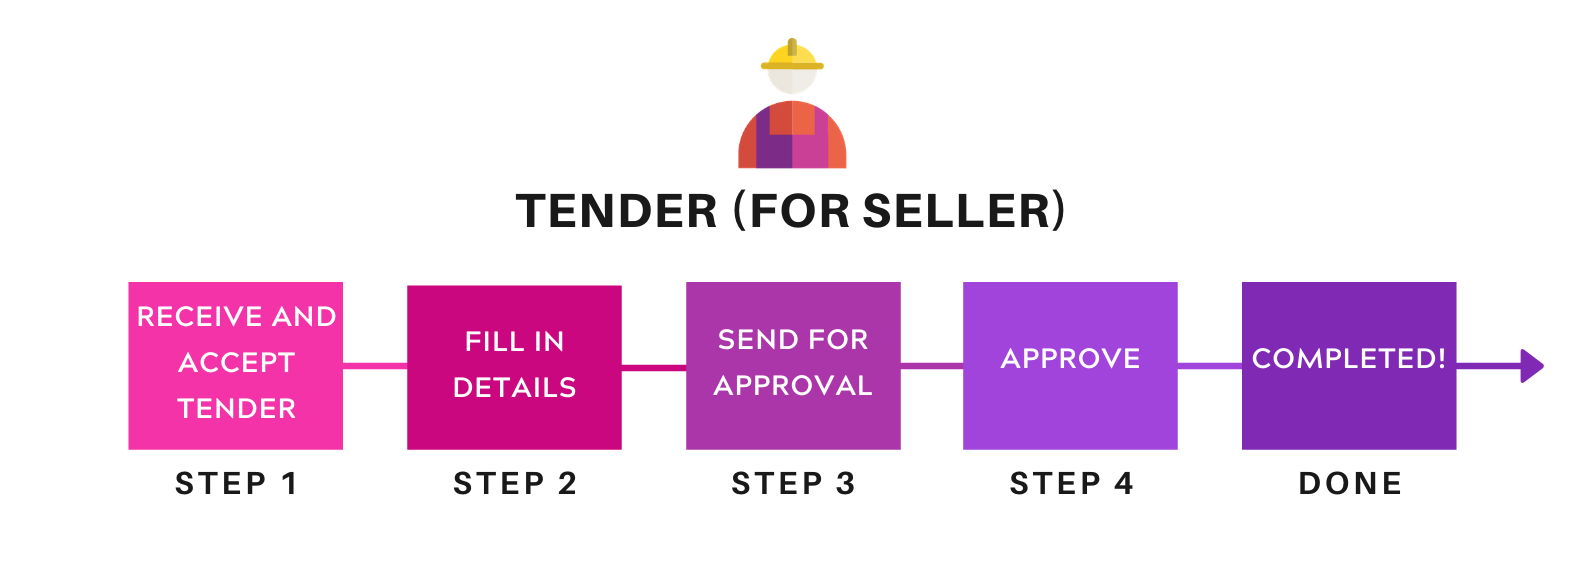 TENDER (FOR SELLER)
RECEIVE AND
ACCEPT
TENDER
STEP 1
FILL IN
DETAILS
STEP 2
SEND FOR
APPROVAL
STEP 3
APPROVE
STEP 4
COMPLETED!
DONE